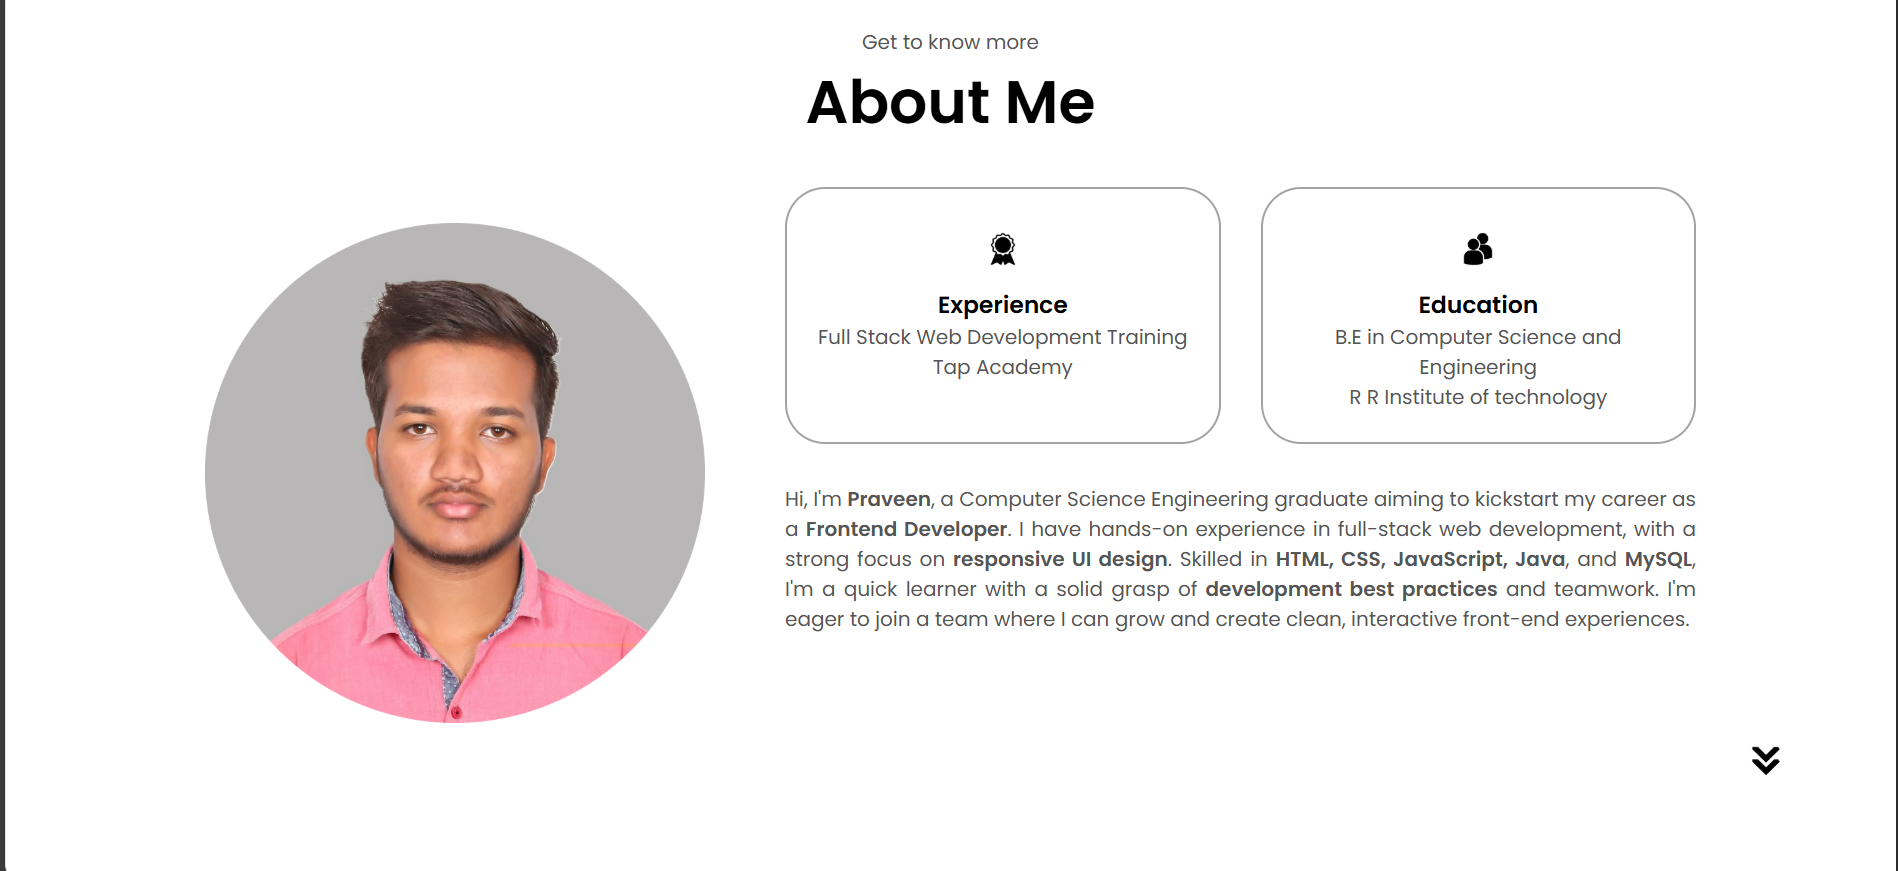 Get to know more
About Me
Experience
Full Stack Web Development Training
Tap Academy
Education
B.E in Computer Science and
Engineering
R R Institute of technology
Hi, I'm Praveen, a Computer Science Engineering graduate aiming to kickstart my career as
a Frontend Developer. I have hands-on experience in full-stack web development, with a
strong focus on responsive UI design. Skilled in HTML, CSS, JavaScript, Java, and MySQL,
I'm a quick learner with a solid grasp of development best practices and teamwork. I'm
eager to join a team where I can grow and create clean, interactive front-end experiences.